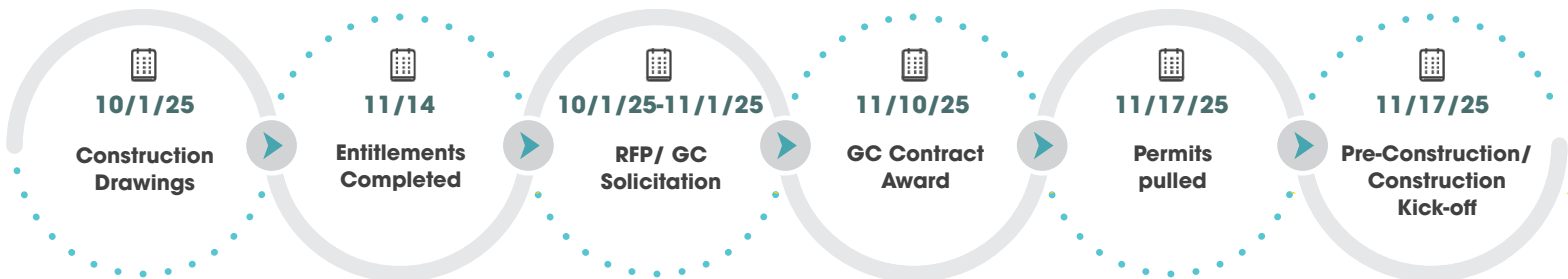 10/1/25
Construction
Drawings
11/14
Entitlements
Completed
10/1/25-11/1/25
RFP/ GC
Solicitation
11/10/25
GC Contract
Award
11/17/25
Permits
pulled
11/17/25
Pre-Construction/
Construction
Kick-off